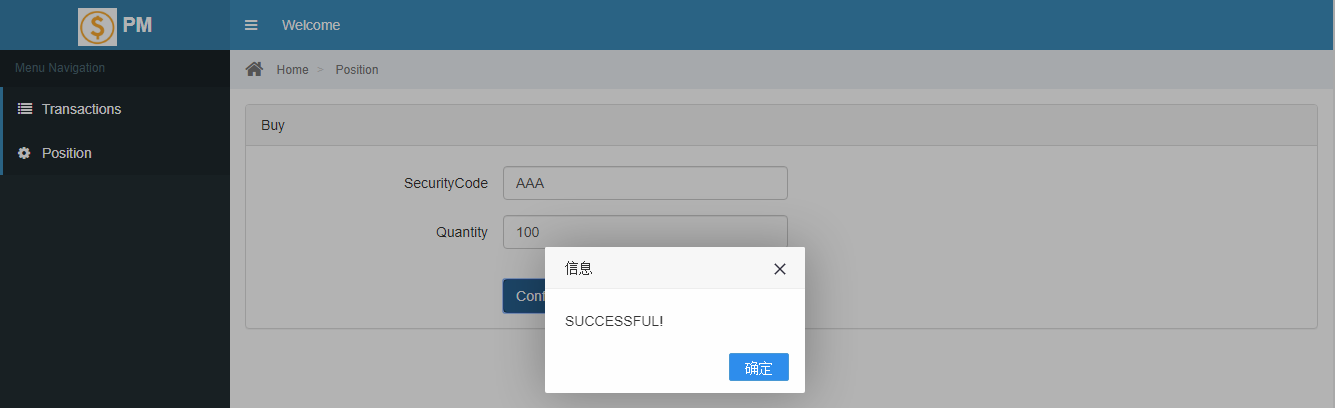 $ PM
Welcome
Menu Navigation
Home > Position
Transactions
Position
Buy
SecurityCode AAA
Quantity 100
信息
SUCCESSFUL!
确定